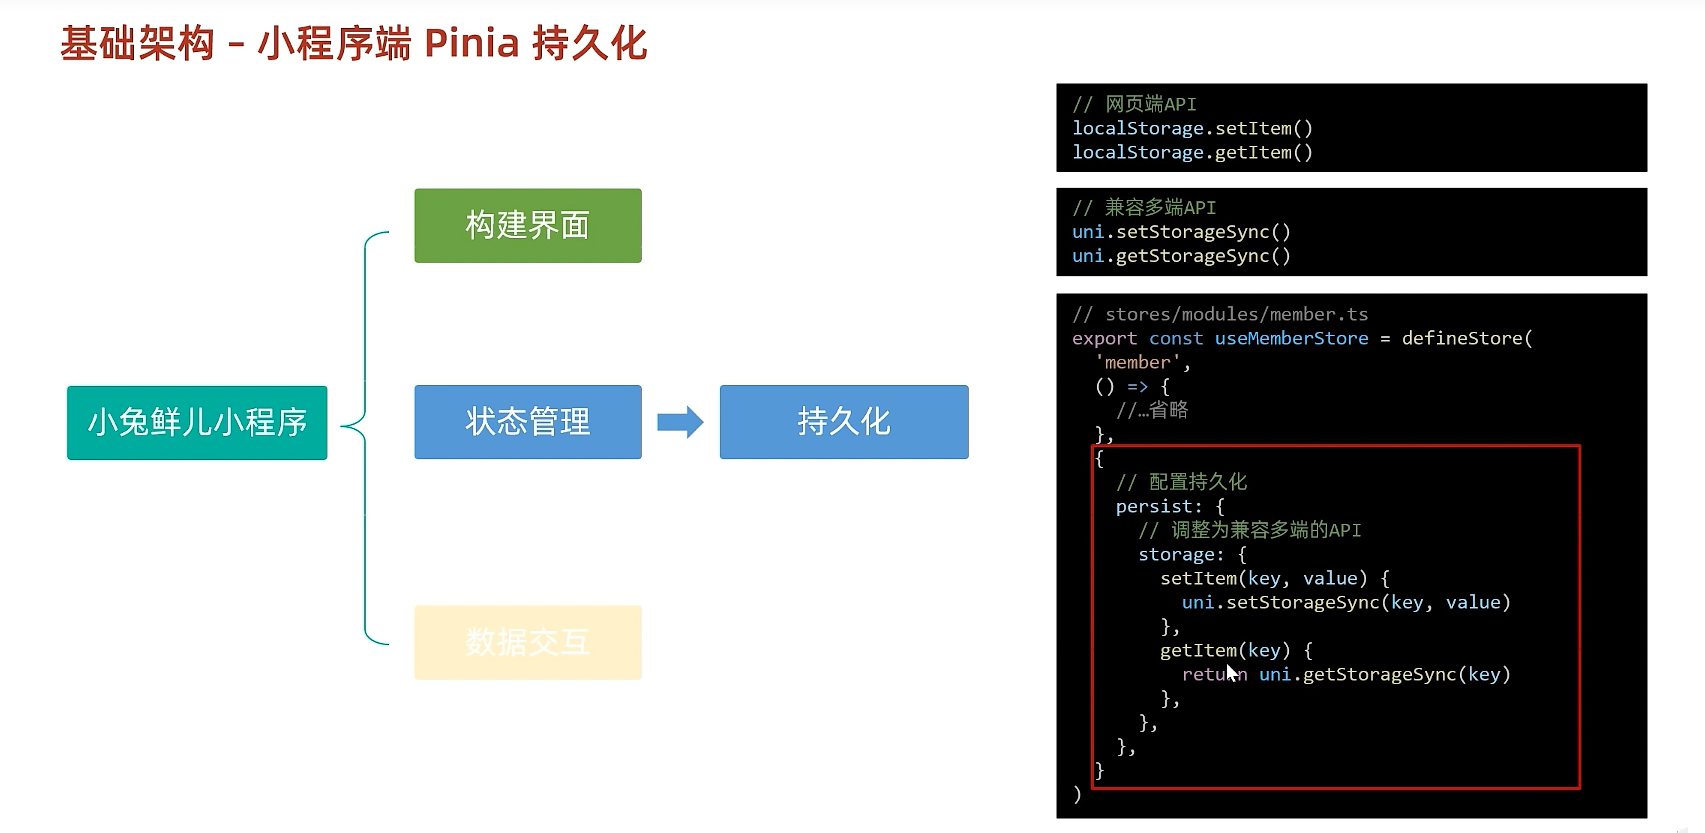 基础架构 – 小程序端 Pinia 持久化
小兔鲜儿小程序
构建界面
状态管理
持久化
数据交互
// 网页端API
localStorage.setItem()
localStorage.getItem()
// 兼容多端API
uni.setStorageSync()
uni.getStorageSync()
// stores/modules/member.ts
export const useMemberStore = defineStore(
'member',
() => {
//…省略
},
{
// 配置持久化
persist: {
// 调整为兼容多端的API
storage: {
setItem(key, value) {
uni.setStorageSync(key, value)
},
getItem(key) {
return uni.getStorageSync(key)
},
},
},
}
)